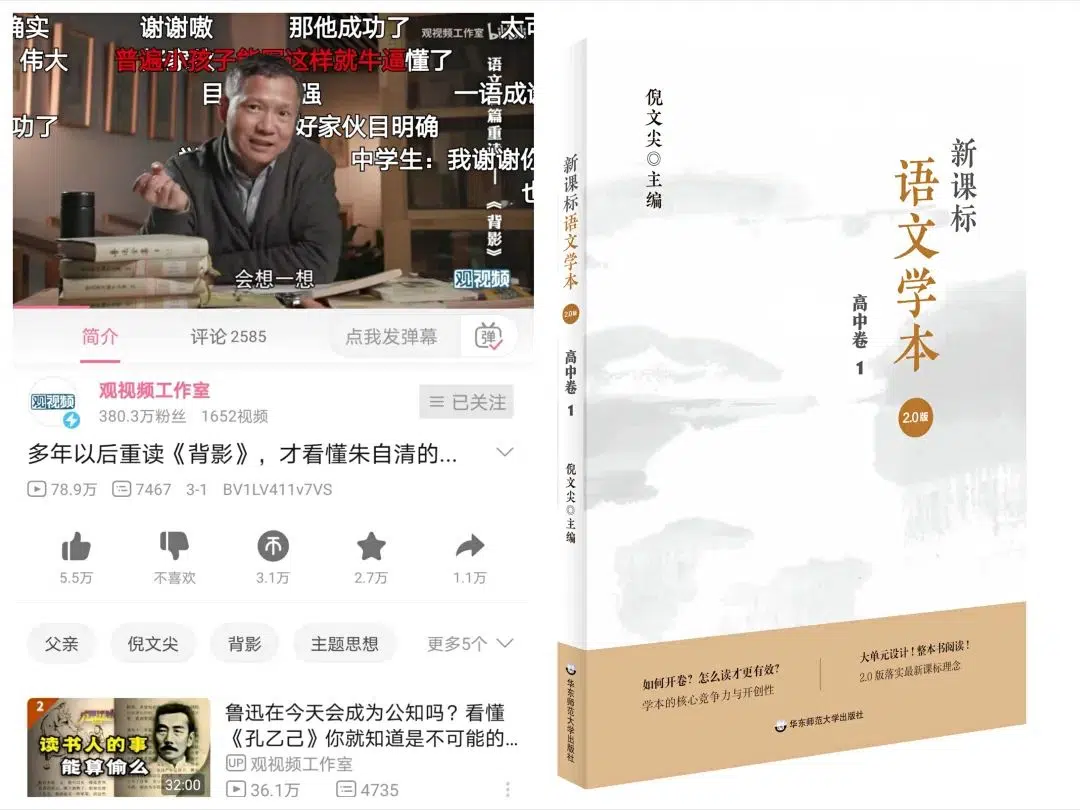 确实
谢谢嗷
那他成功了
太可
观视频工作室
伟大
普遍小孩子能写这样就牛逼
懂了
语文
篇重读
《背影》
目
强
一语成谶
功了
好家伙目明确
中学生：我谢谢你
也
会想一想
观视频
简介
评论 2585
点我发弹幕
弹
观视频
观视频工作室
380.3万粉丝 1652视频
已关注
多年以后重读《背影》，才看懂朱自清的...
78.9万 7467 3-1 BV1LV411v7VS
5.5万
不喜欢
3.1万
2.7万
1.1万
父亲
倪文尖
背影
主题思想
更多5个
2
读书人的事
能算偷么
32:00
鲁迅在今天会成为公知吗？看懂
《孔乙己》你就知道是不可能的...
UP 观视频工作室
36.1万 4735
新课标语文学本
2.0版
高中卷 1
倪文尖◎主编
华东师范大学出版社
倪文尖◎主编
新课标
语文学本
高中卷 1
2.0版
如何开卷？怎么读才更有效？
学本的核心竞争力与开创性
大单元设计！整本书阅读！
2.0 版落实最新课标理念
华东师范大学出版社